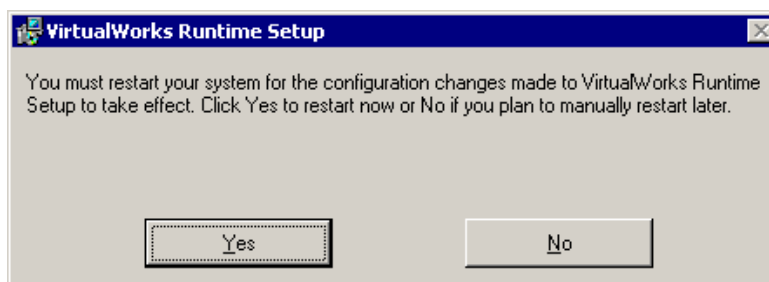 VirtualWorks Runtime Setup
You must restart your system for the configuration changes made to VirtualWorks Runtime
Setup to take effect. Click Yes to restart now or No if you plan to manually restart later.
Yes
No